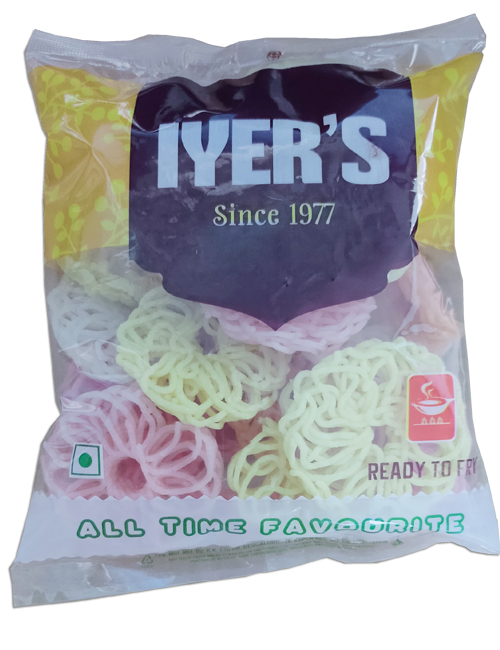 IYER'S
Since 1977
READY TO FRY
ALL TIME FAVOURITE